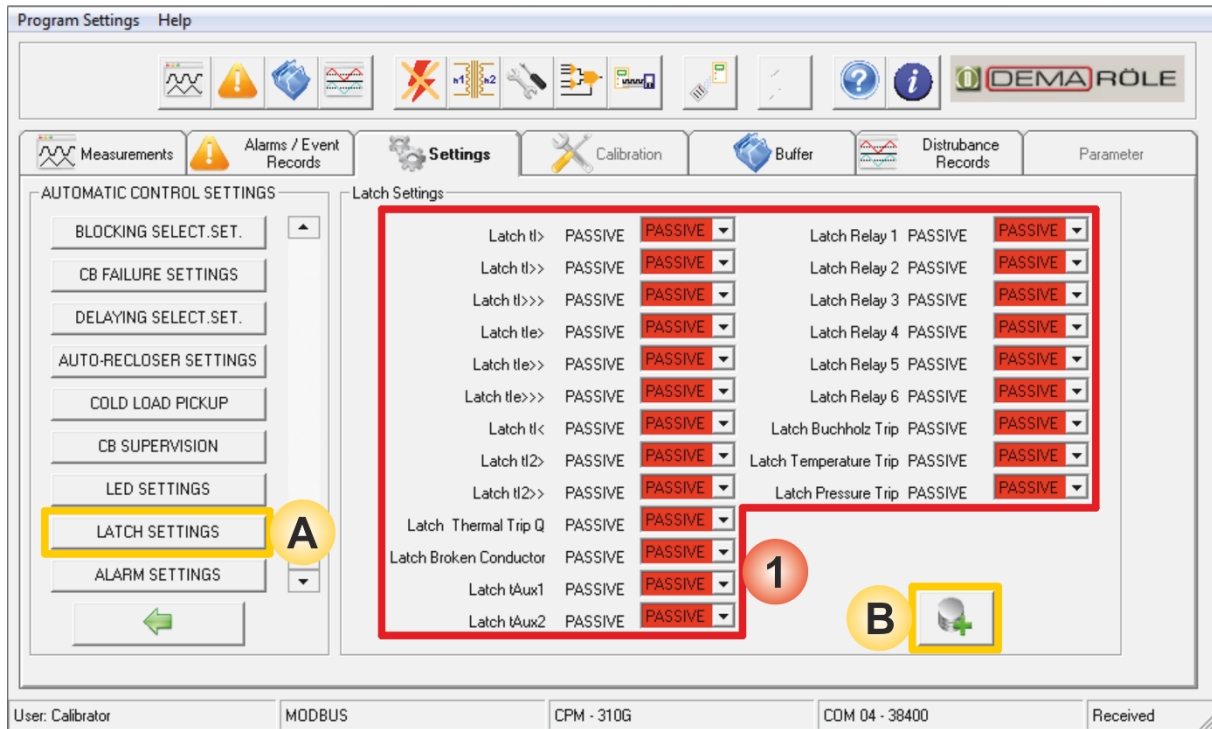 Program Settings Help
DEMA RÖLE
Measurements
Alarms / Event
Records
Settings
Calibration
Buffer
Distrubance
Records
Parameter
AUTOMATIC CONTROL SETTINGS
BLOCKING SELECT.SET.
CB FAILURE SETTINGS
DELAYING SELECT.SET.
AUTO-RECLOSER SETTINGS
COLD LOAD PICKUP
CB SUPERVISION
LED SETTINGS
LATCH SETTINGS
A
ALARM SETTINGS
Latch Settings
Latch tI> PASSIVE PASSIVE
Latch tI>> PASSIVE PASSIVE
Latch tI>>> PASSIVE PASSIVE
Latch tIe> PASSIVE PASSIVE
Latch tIe>> PASSIVE PASSIVE
Latch tIe>>> PASSIVE PASSIVE
Latch tI< PASSIVE PASSIVE
Latch tI2> PASSIVE PASSIVE
Latch tI2>> PASSIVE PASSIVE
Latch Thermal Trip Q PASSIVE PASSIVE
Latch Broken Conductor PASSIVE PASSIVE
Latch tAux1 PASSIVE PASSIVE
Latch tAux2 PASSIVE PASSIVE
Latch Relay 1 PASSIVE PASSIVE
Latch Relay 2 PASSIVE PASSIVE
Latch Relay 3 PASSIVE PASSIVE
Latch Relay 4 PASSIVE PASSIVE
Latch Relay 5 PASSIVE PASSIVE
Latch Relay 6 PASSIVE PASSIVE
Latch Buchholz Trip PASSIVE PASSIVE
Latch Temperature Trip PASSIVE PASSIVE
Latch Pressure Trip PASSIVE PASSIVE
1
B
User: Calibrator MODBUS CPM - 310G COM 04 - 38400 Received